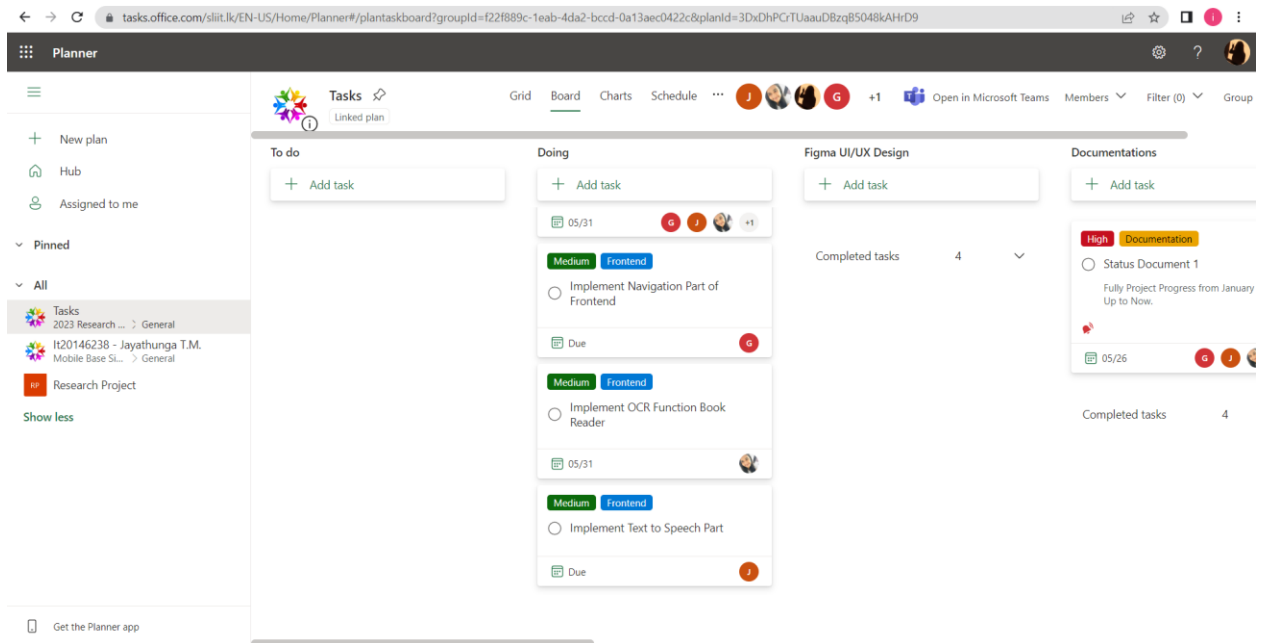 tasks.office.com/sliit.lk/EN-US/Home/Planner#/plantaskboard?groupId=f22f889c-1eab-4da2-bccd-0a13aec0422c&planId=3DxDhPCrTUaauDBzqB5048kAHrD9
i
Planner
?
New plan
Hub
Assigned to me
Pinned
All
Tasks
2023 Research ... > General
It20146238 - Jayathunga T.M.
Mobile Base Si... > General
RP Research Project
Show less
Get the Planner app
Tasks
Linked plan
Grid Board Charts Schedule ... J G +1 Open in Microsoft Teams Members Filter (0) Group
To do
+ Add task
Doing
+ Add task
05/31 G J +1
Medium Frontend
Implement Navigation Part of
Frontend
Due G
Medium Frontend
Implement OCR Function Book
Reader
05/31
Medium Frontend
Implement Text to Speech Part
Due J
Figma UI/UX Design
+ Add task
Completed tasks 4
Documentations
+ Add task
High Documentation
Status Document 1
Fully Project Progress from January
Up to Now.
05/26 G J
Completed tasks 4